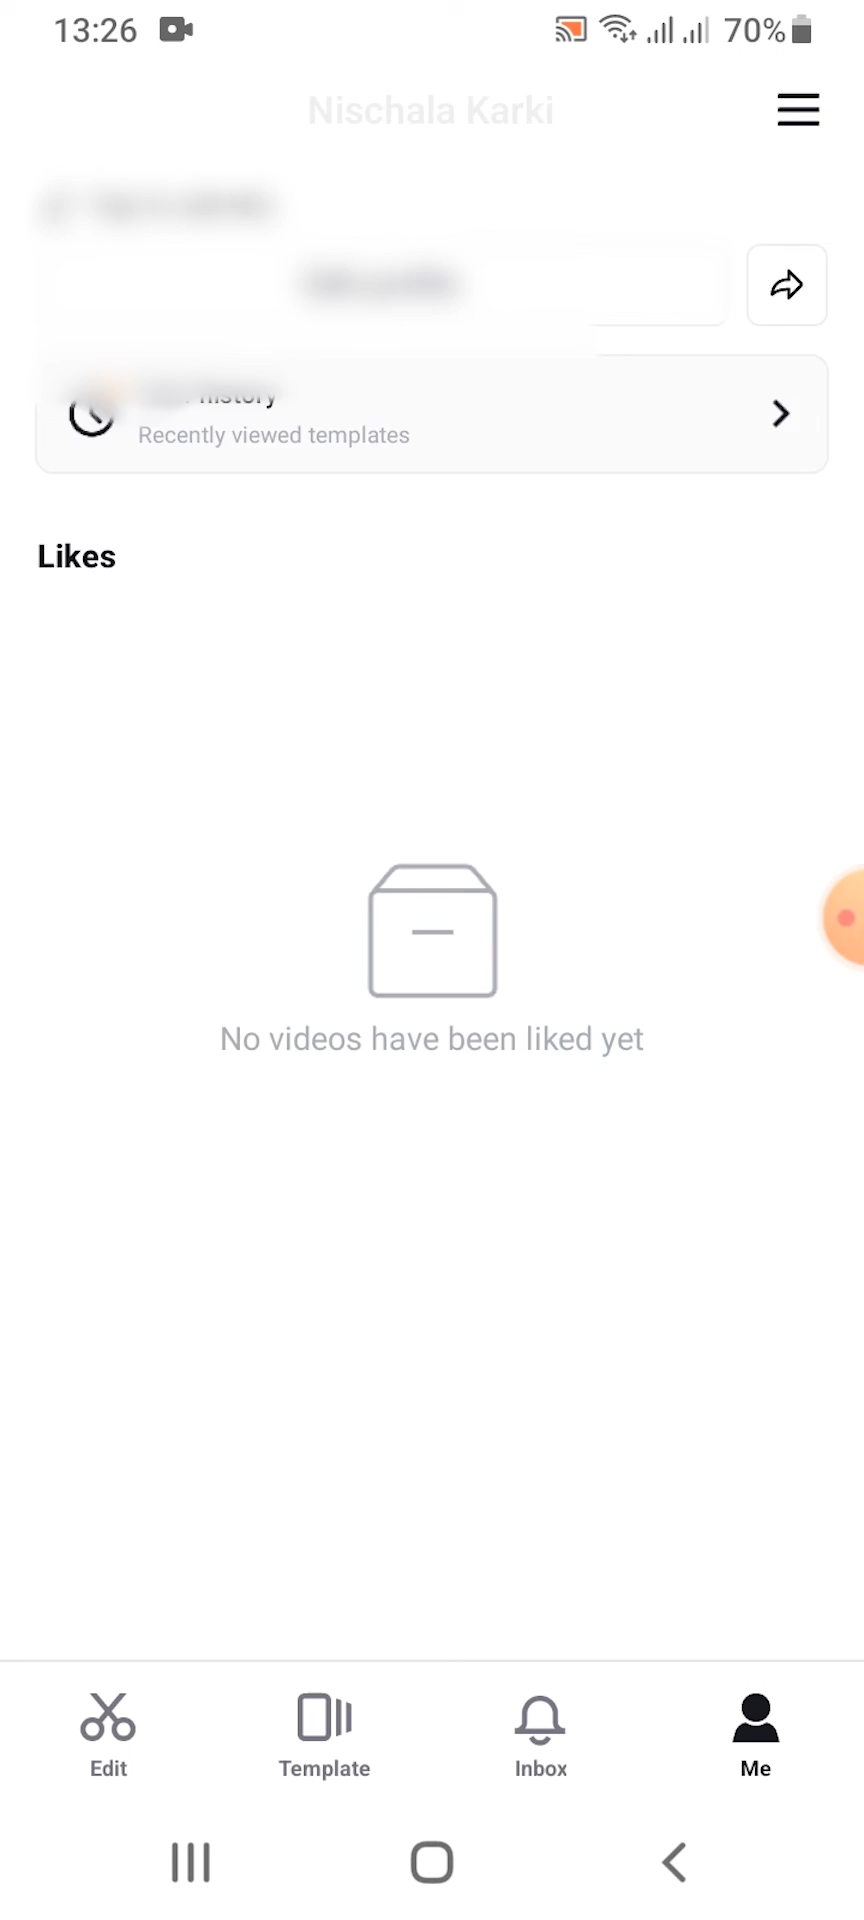 13:26 70%
Nischala Karki
history
Recently viewed templates
Likes
No videos have been liked yet
Edit Template Inbox Me